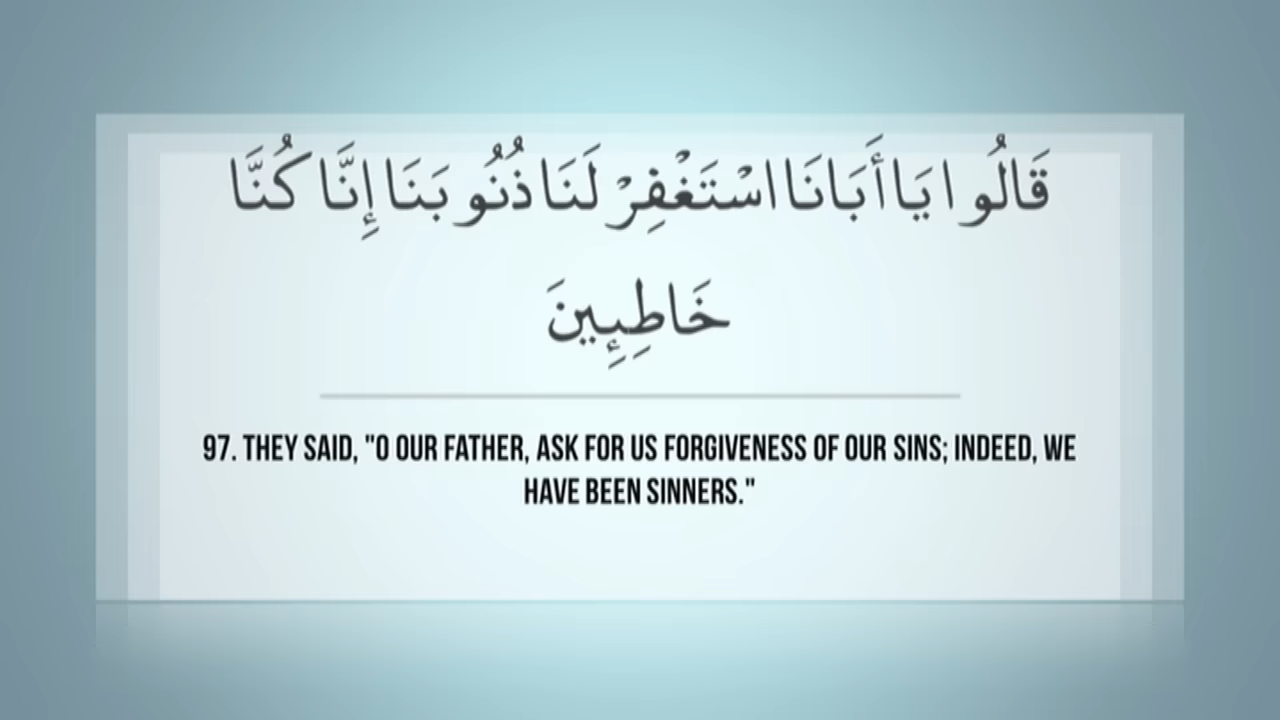 قَالُوا يَا أَبَانَا اسْتَغْفِرْ لَنَا ذُنُوبَنَا إِنَّا كُنَّا
خَاطِئِينَ
97. THEY SAID, "O OUR FATHER, ASK FOR US FORGIVENESS OF OUR SINS; INDEED, WE
HAVE BEEN SINNERS."